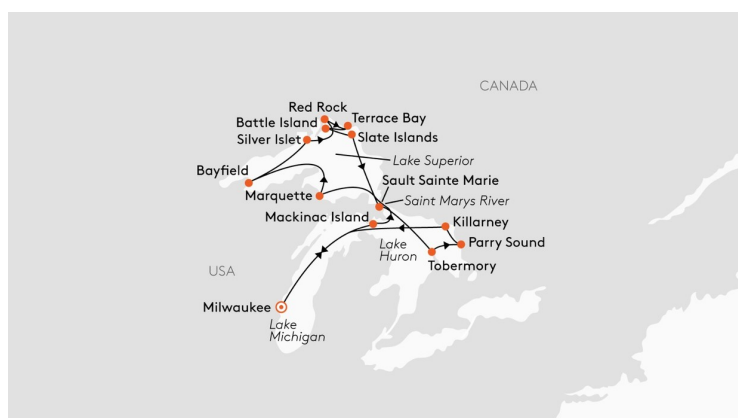 CANADA
Red Rock
Battle Island
Terrace Bay
Silver Islet
Slate Islands
Lake Superior
Bayfield
Sault Sainte Marie
Marquette
Saint Marys River
Mackinac Island
Killarney
Lake
Huron
Parry Sound
Tobermory
USA
Milwaukee
Lake
Michigan